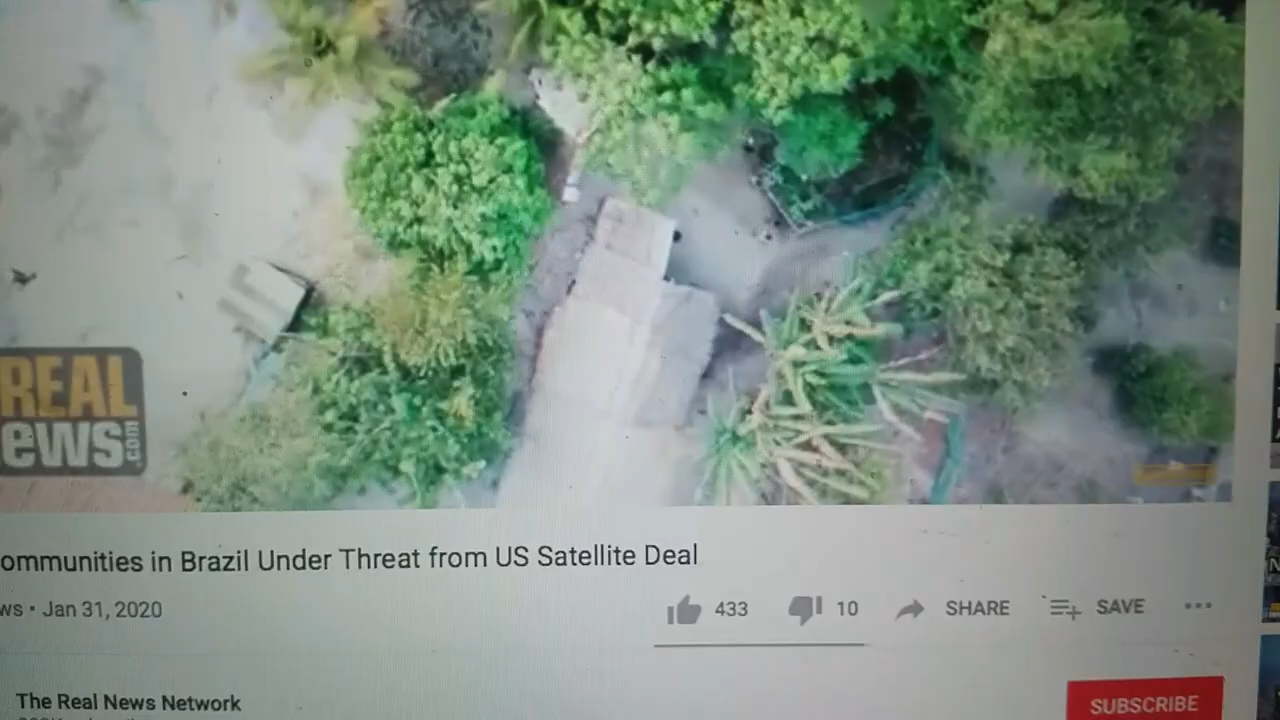 REAL
ews.com
ommunities in Brazil Under Threat from US Satellite Deal
ws • Jan 31, 2020
433
10
SHARE
SAVE
The Real News Network
SUBSCRIBE